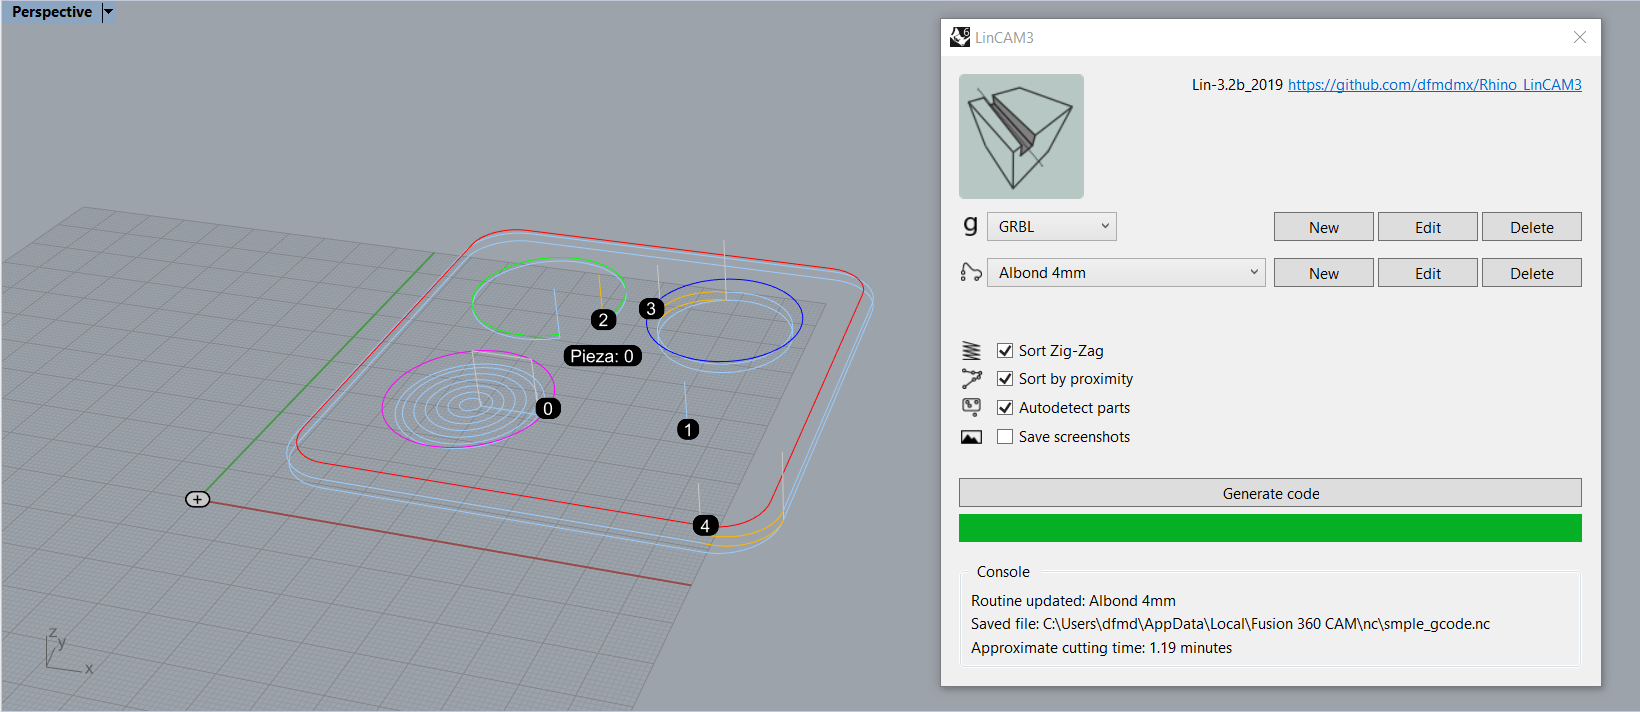 Perspective
LinCAM3
Lin-3.2b_2019 https://github.com/dfmdmx/Rhino_LinCAM3
g GRBL New Edit Delete
Albond 4mm New Edit Delete
Sort Zig-Zag
Sort by proximity
Autodetect parts
Save screenshots
Generate code
Console
Routine updated: Albond 4mm
Saved file: C:\Users\dfmd\AppData\Local\Fusion 360 CAM\nc\smple_gcode.nc
Approximate cutting time: 1.19 minutes
3
2
Pieza: 0
0
1
4
z
y
x